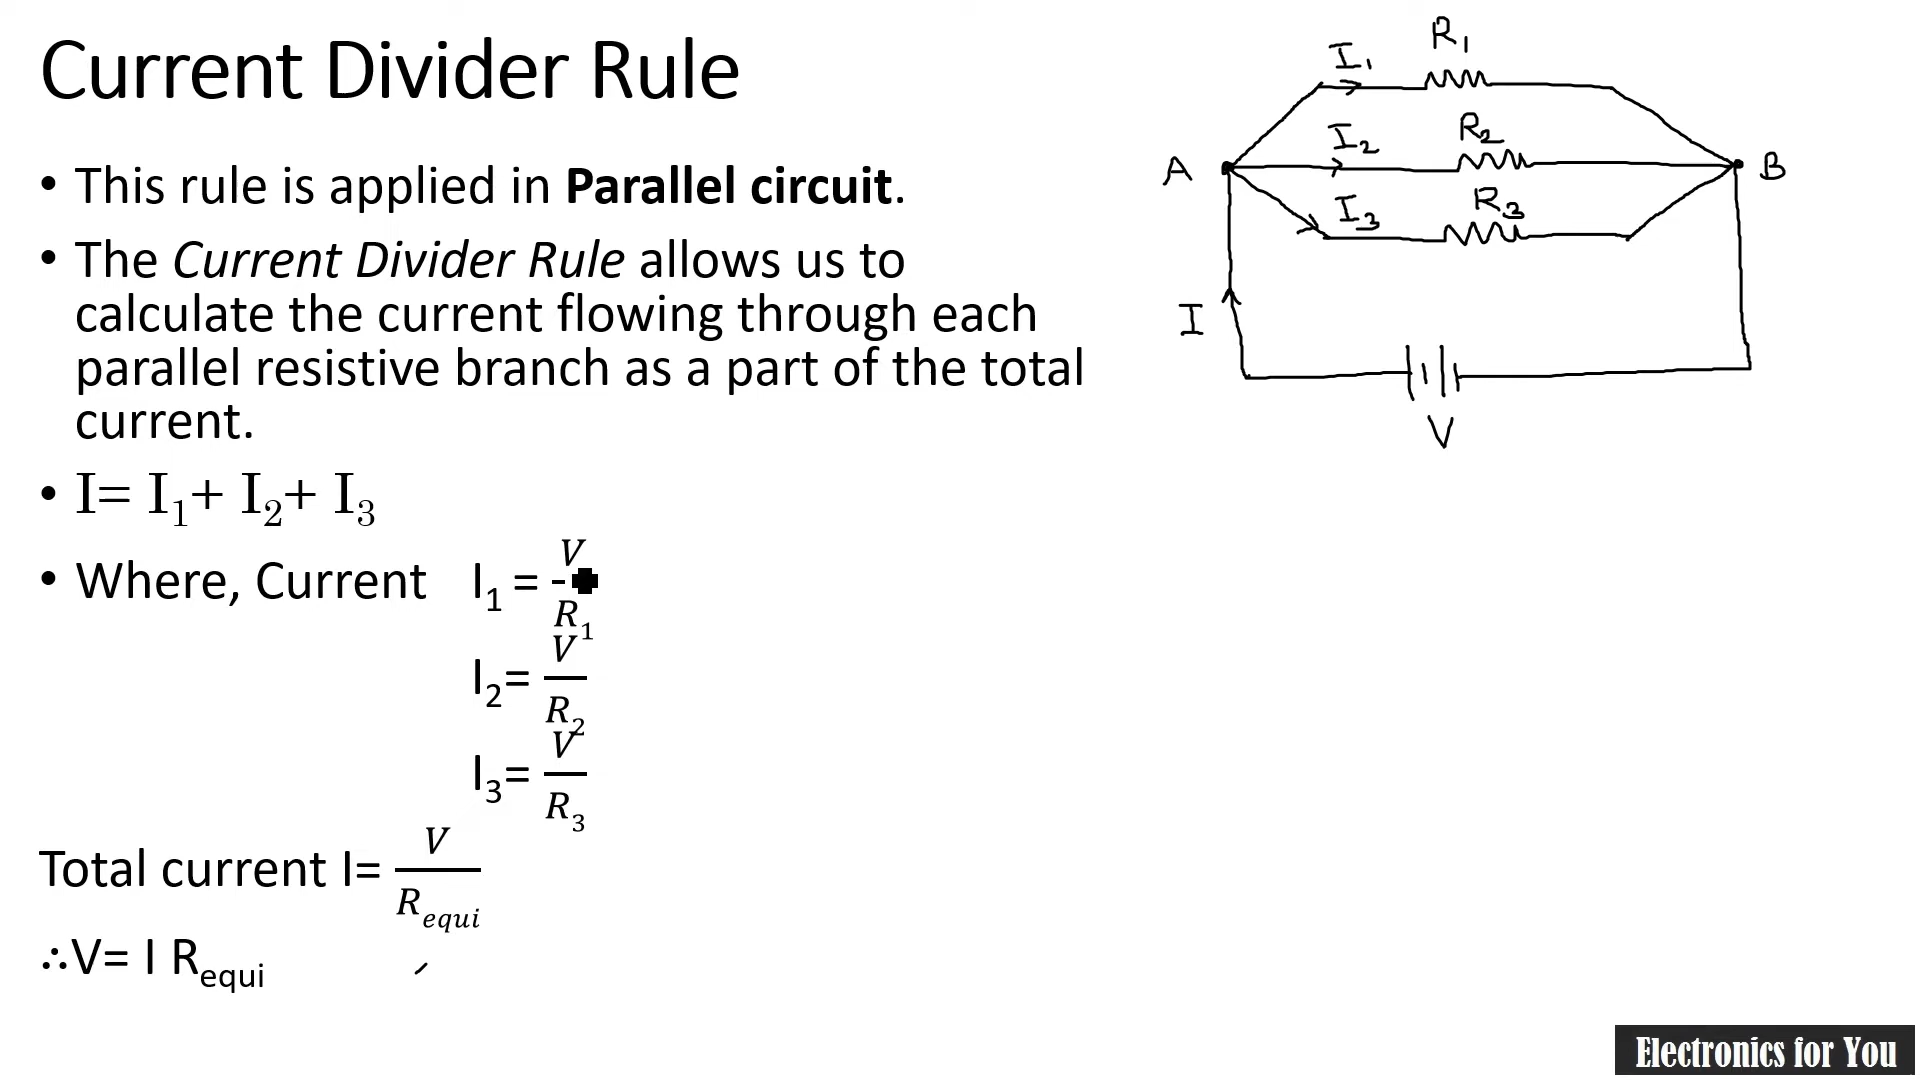 Current Divider Rule
• This rule is applied in Parallel circuit.
• The Current Divider Rule allows us to
calculate the current flowing through each
parallel resistive branch as a part of the total
current.
• I= I₁+ I₂+ I₃
• Where, Current I₁ = V/R₁
I₂= V/R₂
I₃= V/R₃
Total current I= V/R_equi
∴V= I R_equi
R₁
I₁
R₂
I₂
A
B
R₃
I₃
I
V
Electronics for You